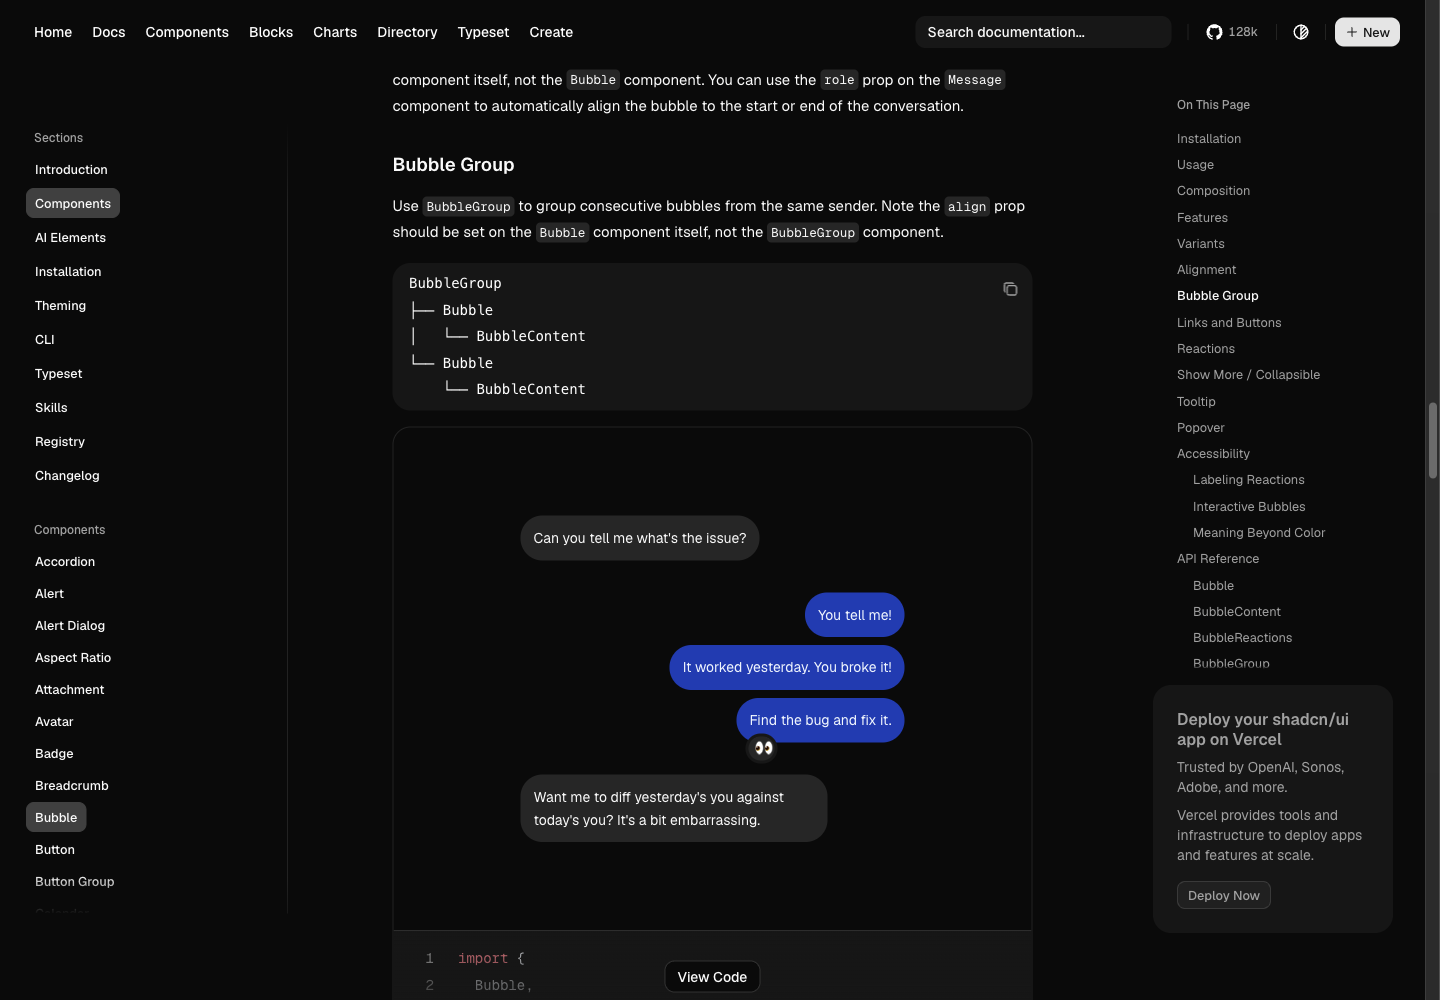 Home Docs Components Blocks Charts Directory Typeset Create
Search documentation...
128k
New
Sections
Introduction
Components
AI Elements
Installation
Theming
CLI
Typeset
Skills
Registry
Changelog
Components
Accordion
Alert
Alert Dialog
Aspect Ratio
Attachment
Avatar
Badge
Breadcrumb
Bubble
Button
Button Group
Calendar
component itself, not the Bubble component. You can use the role prop on the Message
component to automatically align the bubble to the start or end of the conversation.
Bubble Group
Use BubbleGroup to group consecutive bubbles from the same sender. Note the align prop
should be set on the Bubble component itself, not the BubbleGroup component.
BubbleGroup
├── Bubble
│   └── BubbleContent
└── Bubble
    └── BubbleContent
Can you tell me what's the issue?
You tell me!
It worked yesterday. You broke it!
Find the bug and fix it.
👀
Want me to diff yesterday's you against
today's you? It's a bit embarrassing.
1 import {
2 Bubble,
View Code
On This Page
Installation
Usage
Composition
Features
Variants
Alignment
Bubble Group
Links and Buttons
Reactions
Show More / Collapsible
Tooltip
Popover
Accessibility
Labeling Reactions
Interactive Bubbles
Meaning Beyond Color
API Reference
Bubble
BubbleContent
BubbleReactions
BubbleGroup
Deploy your shadcn/ui
app on Vercel
Trusted by OpenAI, Sonos,
Adobe, and more.
Vercel provides tools and
infrastructure to deploy apps
and features at scale.
Deploy Now